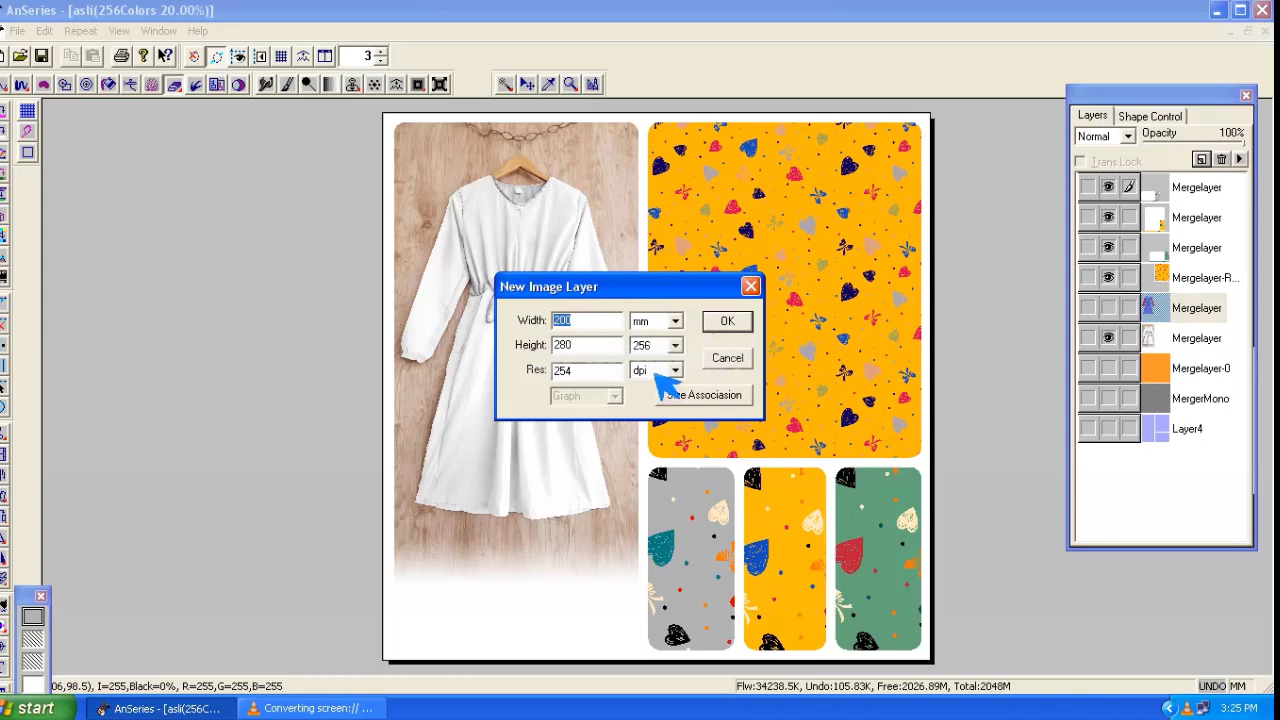 AnSeries - [asli(256Colors 20.00%)]
File Edit Repeat View Window Help
3
Layers Shape Control
Normal Opacity 100%
Trans Lock
Mergelayer
Mergelayer
Mergelayer
Mergelayer-R...
Mergelayer
Mergelayer
Mergelayer-0
MergerMono
Layer4
New Image Layer
Width: 200 mm OK
Height: 280 256 Cancel
Res: 254 dpi
Graph Associasion
06,98.5), I=255,Black=0%, R=255,G=255,B=255 Flw:34238.5K, Undo:105.83K, Free:2026.89M, Total:2048M UNDO MM
start AnSeries - [asli(256C... Converting screen:// ... 3:25 PM